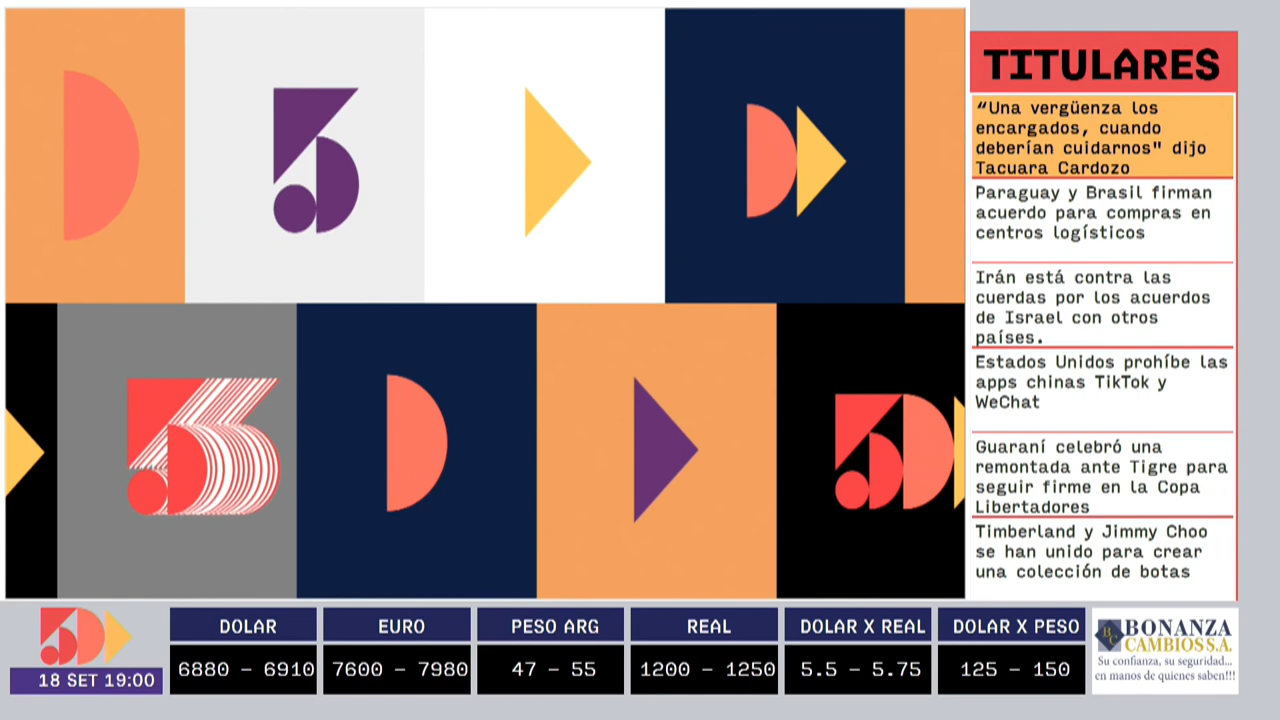 TITULARES
“Una vergüenza los
encargados, cuando
deberían cuidarnos" dijo
Tacuara Cardozo
Paraguay y Brasil firman
acuerdo para compras en
centros logísticos
Irán está contra las
cuerdas por los acuerdos
de Israel con otros
países.
Estados Unidos prohíbe las
apps chinas TikTok y
WeChat
Guaraní celebró una
remontada ante Tigre para
seguir firme en la Copa
Libertadores
Timberland y Jimmy Choo
se han unido para crear
una colección de botas
5
5
5D
5D
18 SET 19:00
DOLAR
6880 - 6910
EURO
7600 - 7980
PESO ARG
47 - 55
REAL
1200 - 1250
DOLAR X REAL
5.5 - 5.75
DOLAR X PESO
125 - 150
BC
BONANZA
CAMBIOS S.A.
Su confianza, su seguridad...
en manos de quienes saben!!!